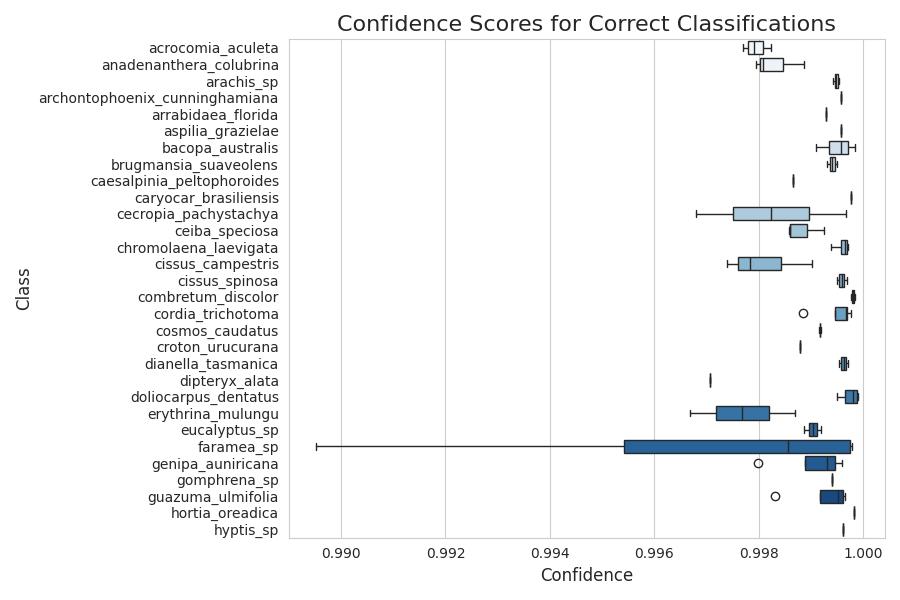 Confidence Scores for Correct Classifications
acrocomia_aculeta
anadenanthera_colubrina
arachis_sp
archontophoenix_cunninghamiana
arrabidaea_florida
aspilia_grazielae
bacopa_australis
brugmansia_suaveolens
caesalpinia_peltophoroides
caryocar_brasiliensis
cecropia_pachystachya
ceiba_speciosa
chromolaena_laevigata
cissus_campestris
cissus_spinosa
combretum_discolor
cordia_trichotoma
cosmos_caudatus
croton_urucurana
dianella_tasmanica
dipteryx_alata
doliocarpus_dentatus
erythrina_mulungu
eucalyptus_sp
faramea_sp
genipa_auniricana
gomphrena_sp
guazuma_ulmifolia
hortia_oreadica
hyptis_sp
Class
0.990 0.992 0.994 0.996 0.998 1.000
Confidence